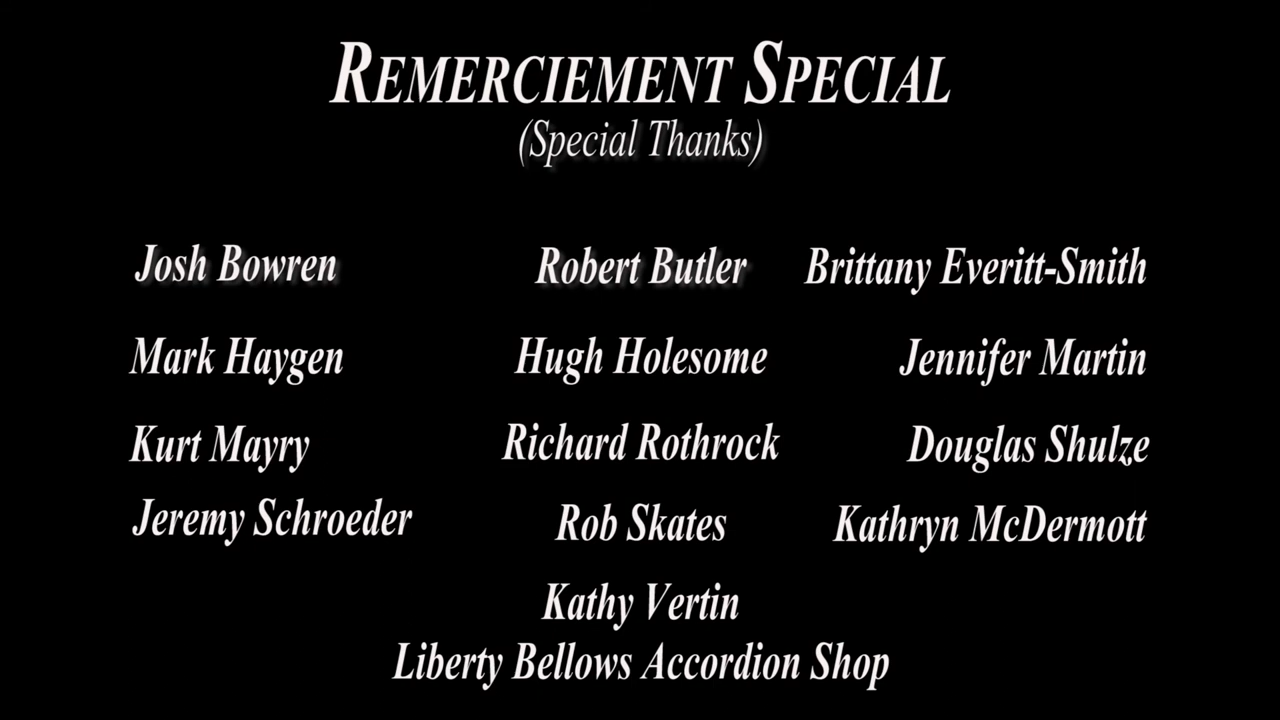 REMERCIEMENT SPECIAL
(Special Thanks)
Josh Bowren Robert Butler Brittany Everitt-Smith
Mark Haygen Hugh Holesome Jennifer Martin
Kurt Mayry Richard Rothrock Douglas Shulze
Jeremy Schroeder Rob Skates Kathryn McDermott
Kathy Vertin
Liberty Bellows Accordion Shop